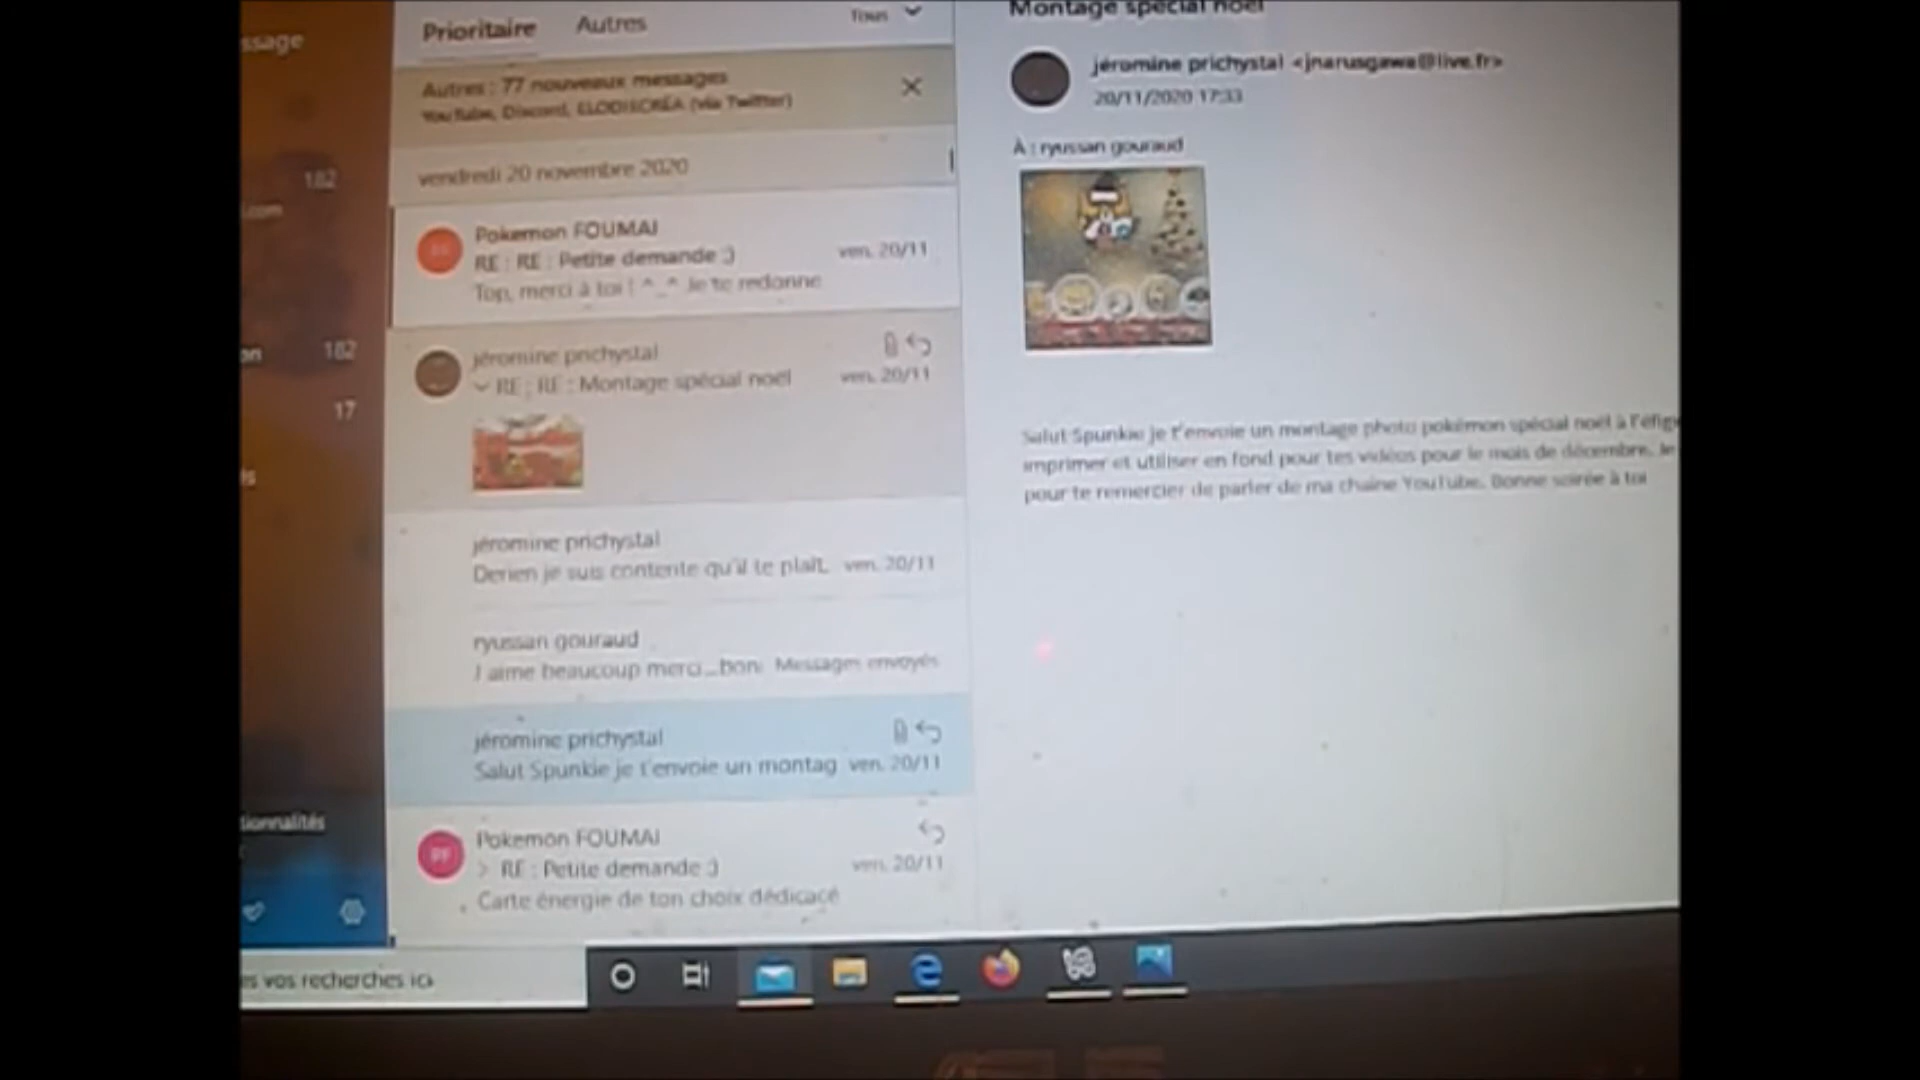 ssage
182
.com
on 182
17
ts
tionnalités
Prioritaire Autres Tous
Autres : 77 nouveaux messages
YouTube, Discord, ELODIECREA (via Twitter)
vendredi 20 novembre 2020
Pokemon FOUMAI
RE : RE : Petite demande :) ven. 20/11
Top, merci à toi ! ^_^ Je te redonne
jéromine prichystal
RE : RE : Montage spécial noël ven. 20/11
jéromine prichystal
Derien je suis contente qu'il te plaît. ven. 20/11
ryussan gouraud
J aime beaucoup merci...bon Messages envoyés
jéromine prichystal
Salut Spunkie je t'envoie un montag ven. 20/11
PF
Pokemon FOUMAI
> RE : Petite demande :) ven. 20/11
Carte énergie de ton choix dédicacé
Montage spécial noël
jéromine prichystal <jnarusgawa@live.fr>
20/11/2020 17:33
À : ryussan gouraud
Salut Spunkie je t'envoie un montage photo pokémon spécial noël à l'éfig
imprimer et utiliser en fond pour tes vidéos pour le mois de décembre. Je
pour te remercier de parler de ma chaine YouTube. Bonne soirée à toi
es vos recherches ici